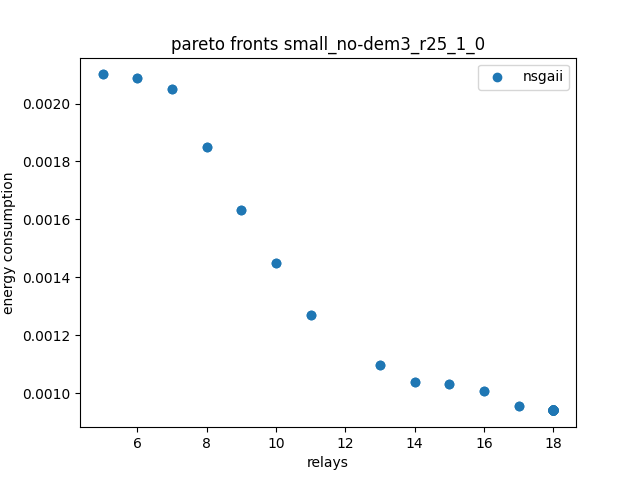 pareto fronts small_no-dem3_r25_1_0
nsgaii
energy consumption
0.0020
0.0018
0.0016
0.0014
0.0012
0.0010
6 8 10 12 14 16 18
relays